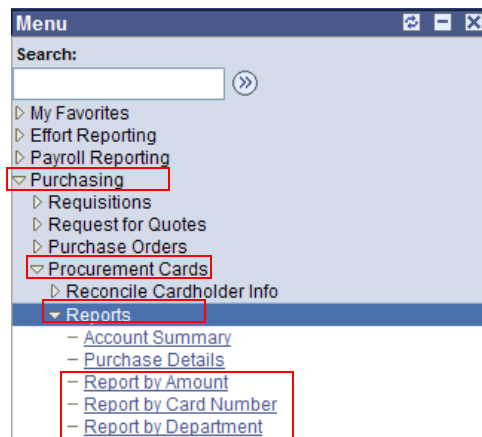 Menu
Search:
My Favorites
Effort Reporting
Payroll Reporting
Purchasing
Requisitions
Request for Quotes
Purchase Orders
Procurement Cards
Reconcile Cardholder Info
Reports
– Account Summary
– Purchase Details
– Report by Amount
– Report by Card Number
– Report by Department